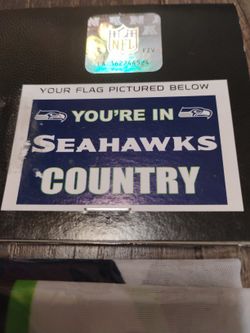 NFL
YOUR FLAG PICTURED BELOW
YOU'RE IN
SEAHAWKS
COUNTRY